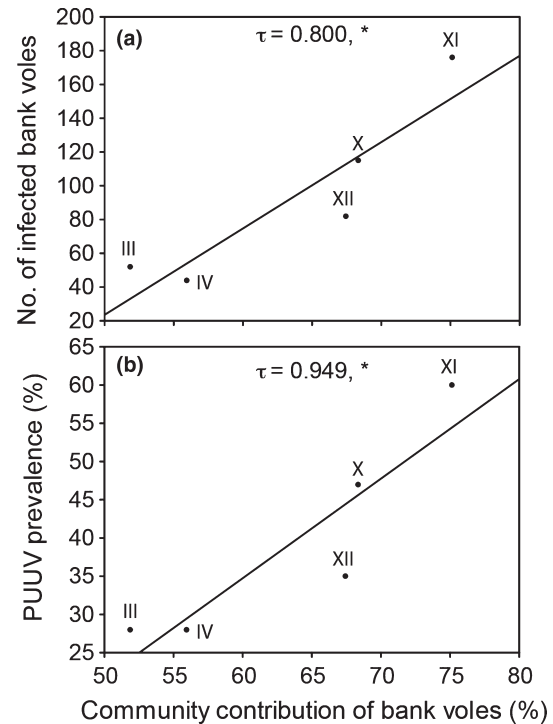 (a)
τ = 0.800, *
No. of infected bank voles
200
180
160
140
120
100
80
60
40
20
III
IV
XII
X
XI
(b)
τ = 0.949, *
PUUV prevalence (%)
65
60
55
50
45
40
35
30
25
III
IV
XII
X
XI
50 55 60 65 70 75 80
Community contribution of bank voles (%)